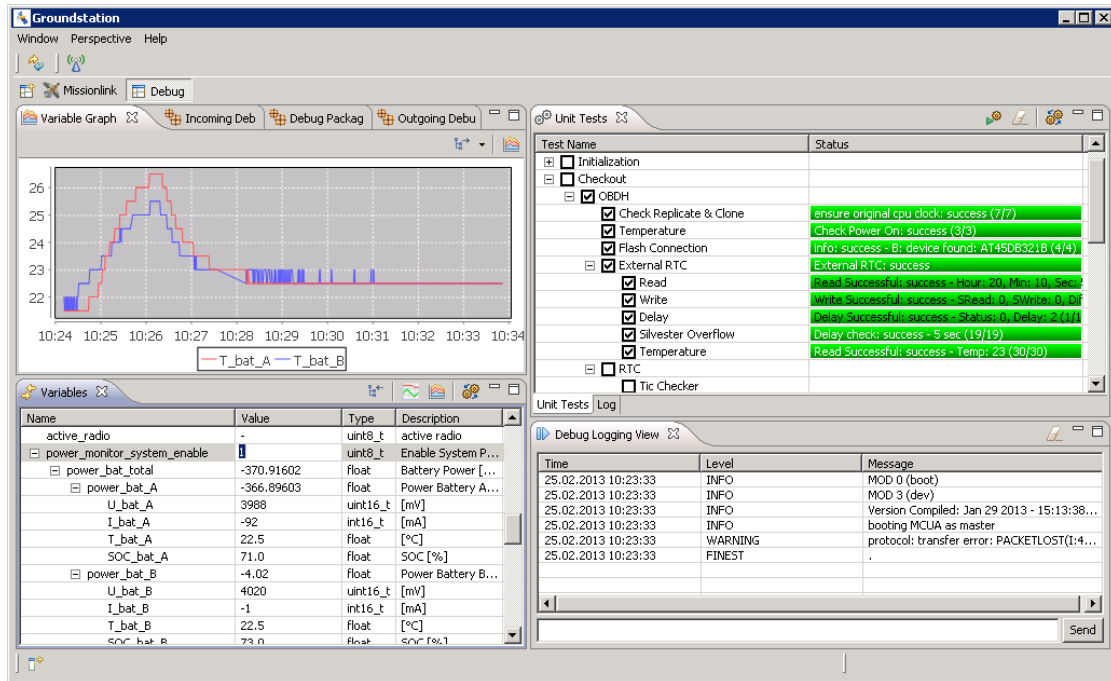 Groundstation
Window Perspective Help
Missionlink Debug
Variable Graph Incoming Deb Debug Packag Outgoing Debu
26
25
24
23
22
10:24 10:25 10:26 10:27 10:28 10:29 10:30 10:31 10:32 10:33 10:34
T_bat_A T_bat_B
Variables
Name Value Type Description
active_radio - uint8_t active radio
power_monitor_system_enable 1 uint8_t Enable System P...
power_bat_total -370.91602 float Battery Power [...
power_bat_A -366.89603 float Power Battery A...
U_bat_A 3988 uint16_t [mV]
I_bat_A -92 int16_t [mA]
T_bat_A 22.5 float [°C]
SOC_bat_A 71.0 float SOC [%]
power_bat_B -4.02 float Power Battery B...
U_bat_B 4020 uint16_t [mV]
I_bat_B -1 int16_t [mA]
T_bat_B 22.5 float [°C]
SOC_bat_B 73.0 float SOC [%]
Unit Tests
Test Name Status
Initialization
Checkout
OBDH
Check Replicate & Clone ensure original cpu clock: success (7/7)
Temperature Check Power On: success (3/3)
Flash Connection info: success - B: device found: AT45DB321B (4/4)
External RTC External RTC: success
Read Read Successful: success - Hour: 20, Min: 10, Sec:
Write Write Successful: success - SRead: 0, SWrite: 0, Dif
Delay Delay Successful: success - Status: 0, Delay: 2 (1/1
Silvester Overflow Delay check: success - 5 sec (19/19)
Temperature Read Successful: success - Temp: 23 (30/30)
RTC
Tic Checker
Unit Tests Log
Debug Logging View
Time Level Message
25.02.2013 10:23:33 INFO MOD 0 (boot)
25.02.2013 10:23:33 INFO MOD 3 (dev)
25.02.2013 10:23:33 INFO Version Compiled: Jan 29 2013 - 15:13:38...
25.02.2013 10:23:33 INFO booting MCUA as master
25.02.2013 10:23:33 WARNING protocol: transfer error: PACKETLOST(I:4...
25.02.2013 10:23:33 FINEST .
Send